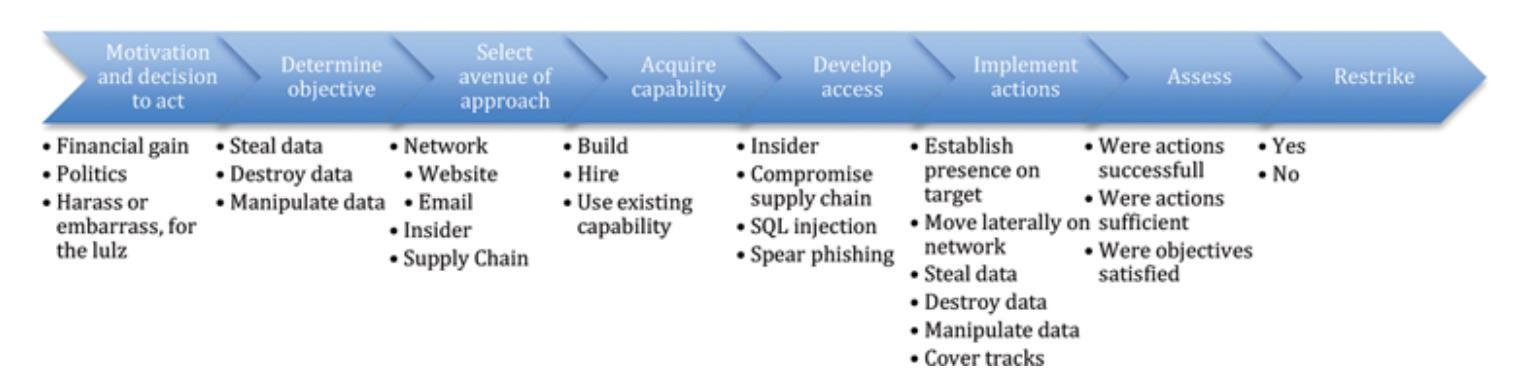 Motivation
and decision
to act
Determine
objective
Select
avenue of
approach
Acquire
capability
Develop
access
Implement
actions
Assess
Restrike
• Financial gain
• Politics
• Harass or
embarrass, for
the lulz
• Steal data
• Destroy data
• Manipulate data
• Network
• Website
• Email
• Insider
• Supply Chain
• Build
• Hire
• Use existing
capability
• Insider
• Compromise
supply chain
• SQL injection
• Spear phishing
• Establish
presence on
target
• Move laterally on
network
• Steal data
• Destroy data
• Manipulate data
• Cover tracks
• Were actions
successfull
• Were actions
sufficient
• Were objectives
satisfied
• Yes
• No